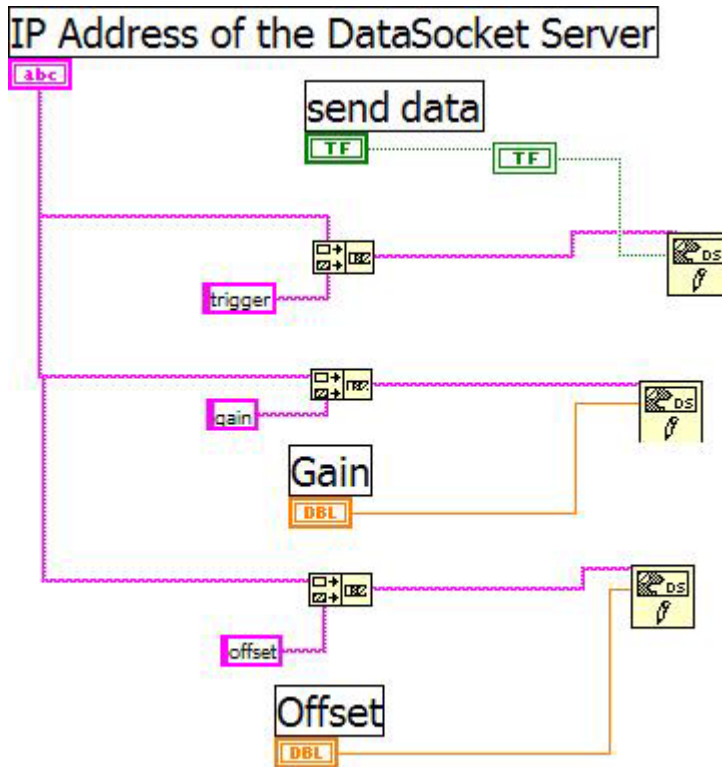 IP Address of the DataSocket Server
abc
send data
TF
TF
DS
trigger
gain
DS
Gain
DBL
DS
offset
Offset
DBL